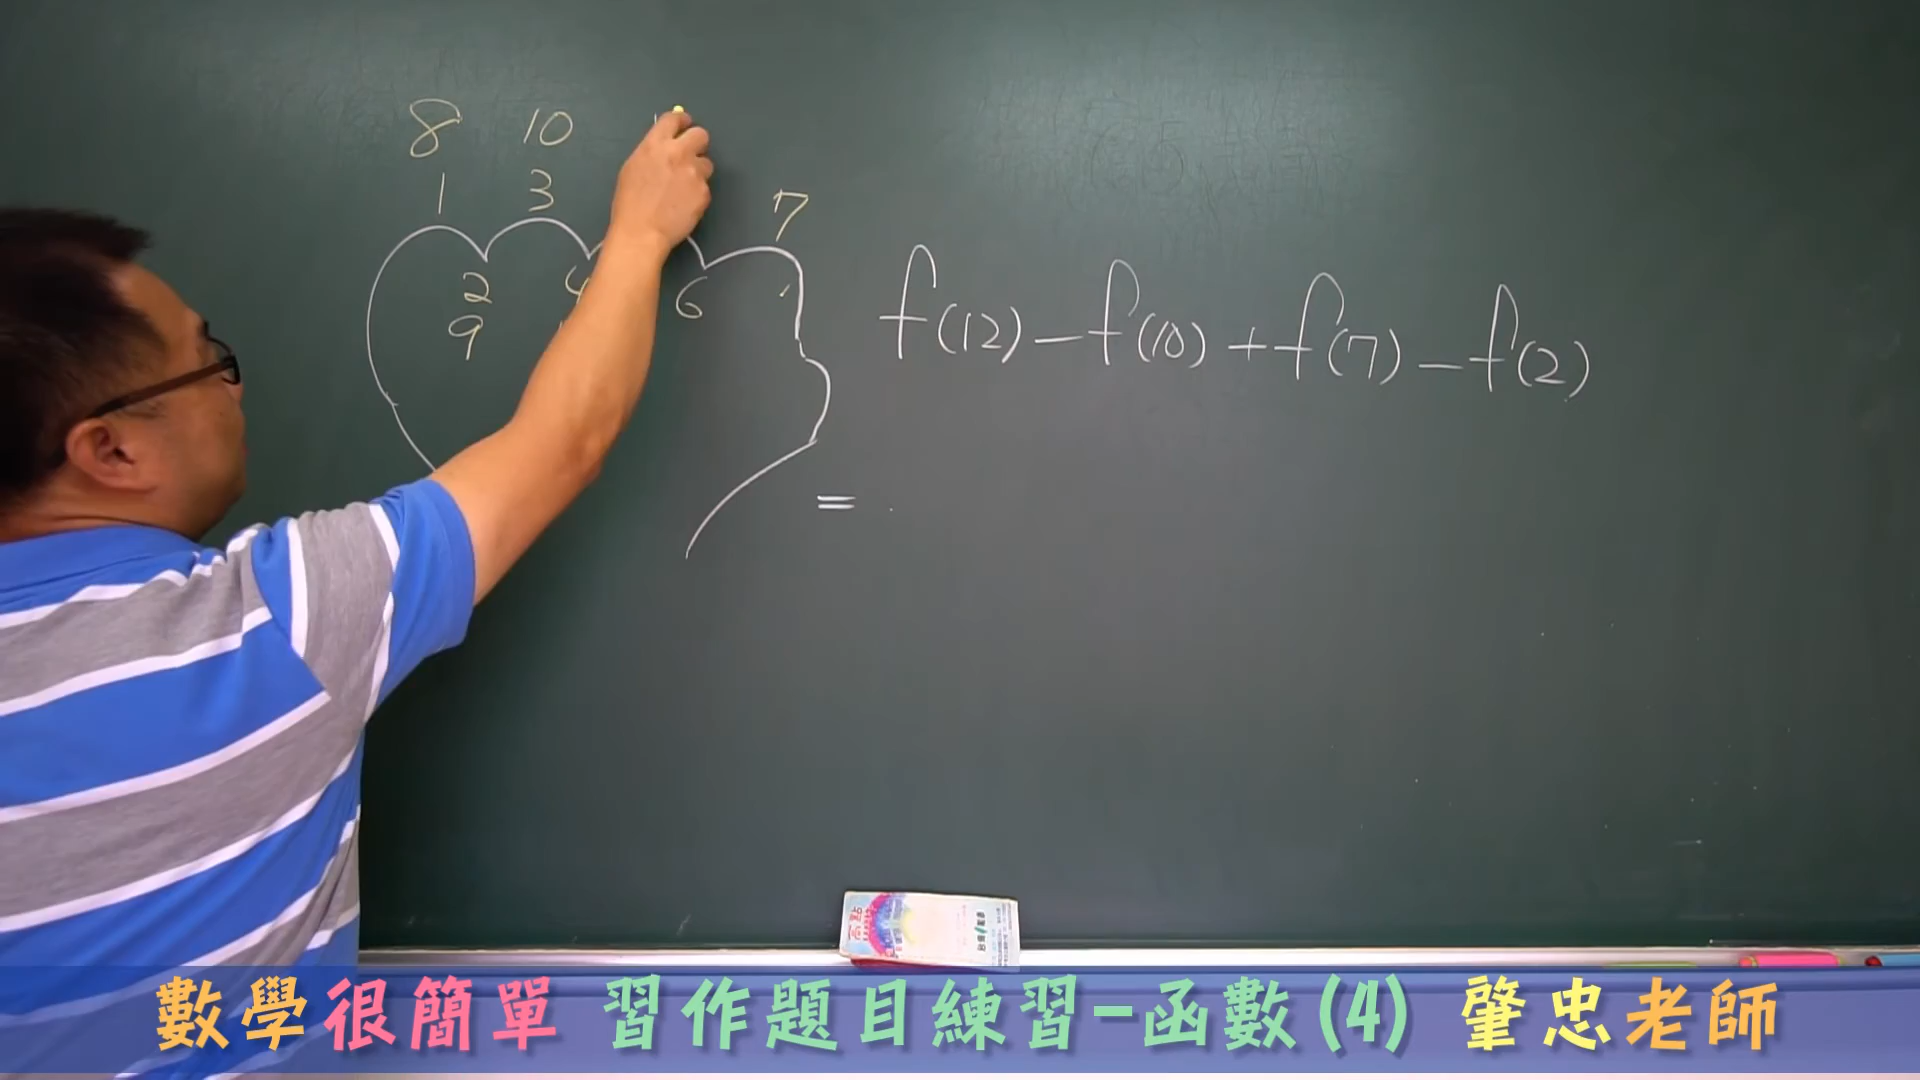 8 10
1 3 7
2 4 6
9
f(12)-f(10)+f(7)-f(2)
=
數學很簡單 習作題目練習-函數(4) 肇忠老師